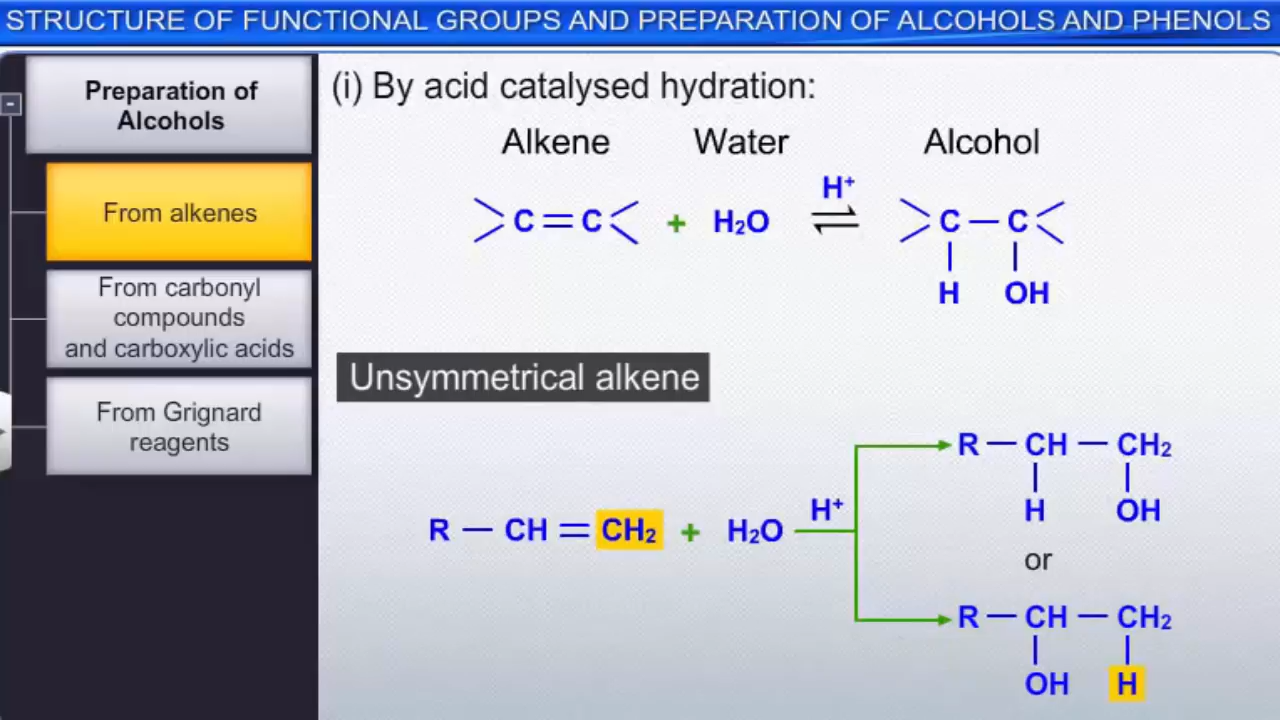 STRUCTURE OF FUNCTIONAL GROUPS AND PREPARATION OF ALCOHOLS AND PHENOLS
Preparation of
Alcohols
From alkenes
From carbonyl
compounds
and carboxylic acids
From Grignard
reagents
(i) By acid catalysed hydration:
Alkene Water Alcohol
C = C + H₂O H⁺ ⇌ C – C
H OH
Unsymmetrical alkene
R – CH = CH₂ + H₂O H⁺
R – CH – CH₂
H OH
or
R – CH – CH₂
OH H